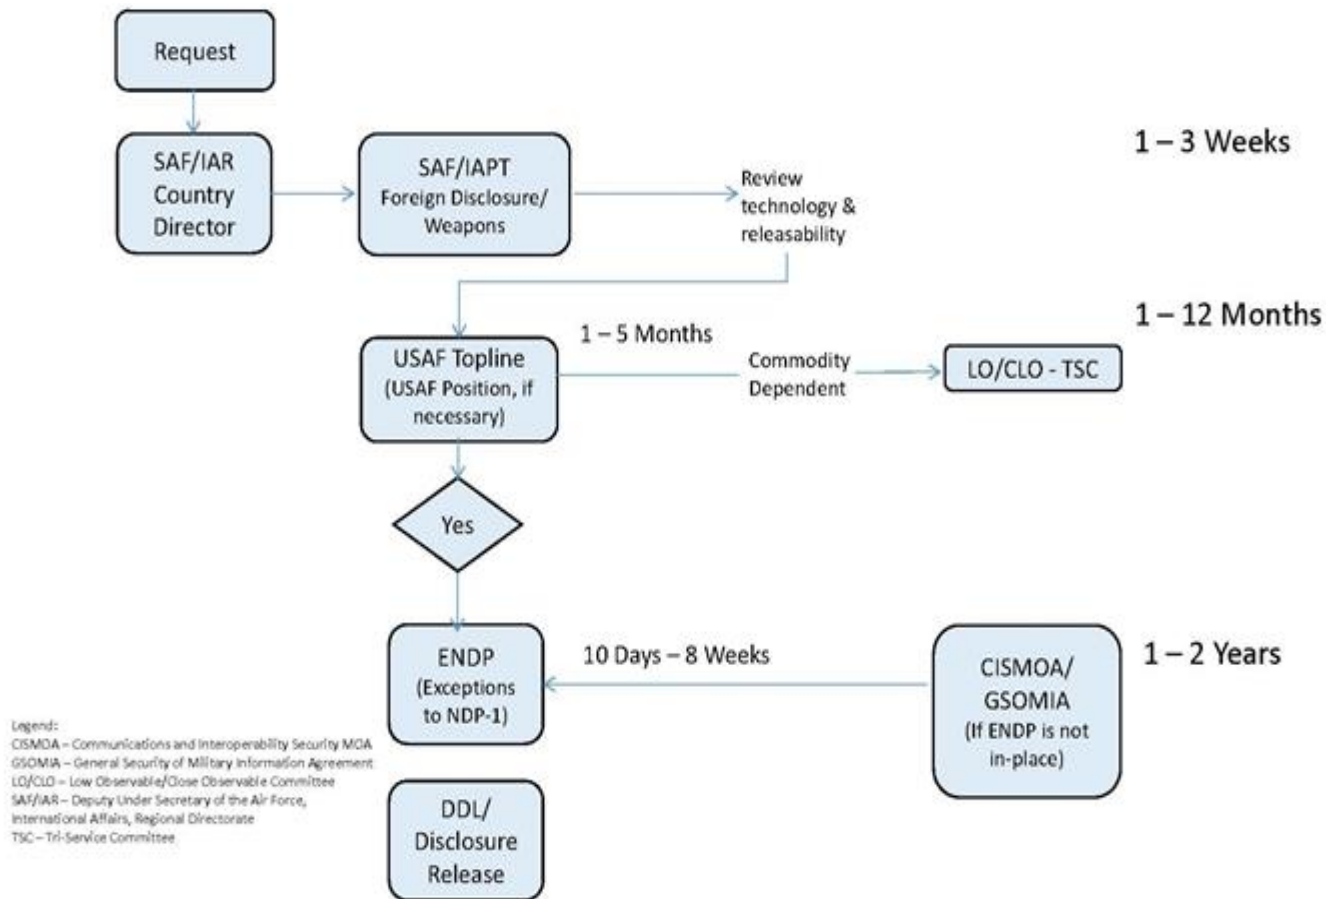 Request
SAF/IAR
Country
Director
SAF/IAPT
Foreign Disclosure/
Weapons
Review
technology &
releasability
1 – 3 Weeks
USAF Topline
(USAF Position, if
necessary)
1 – 5 Months
Commodity
Dependent
LO/CLO - TSC
1 – 12 Months
Yes
ENDP
(Exceptions
to NDP-1)
10 Days – 8 Weeks
CISMOA/
GSOMIA
(If ENDP is not
in-place)
1 – 2 Years
DDL/
Disclosure
Release
Legend:
CISMOA – Communications and Interoperability Security MOA
GSOMIA – General Security of Military Information Agreement
LO/CLO – Low Observable/Close Observable Committee
SAF/IAR – Deputy Under Secretary of the Air Force,
International Affairs, Regional Directorate
TSC – Tri-Service Committee